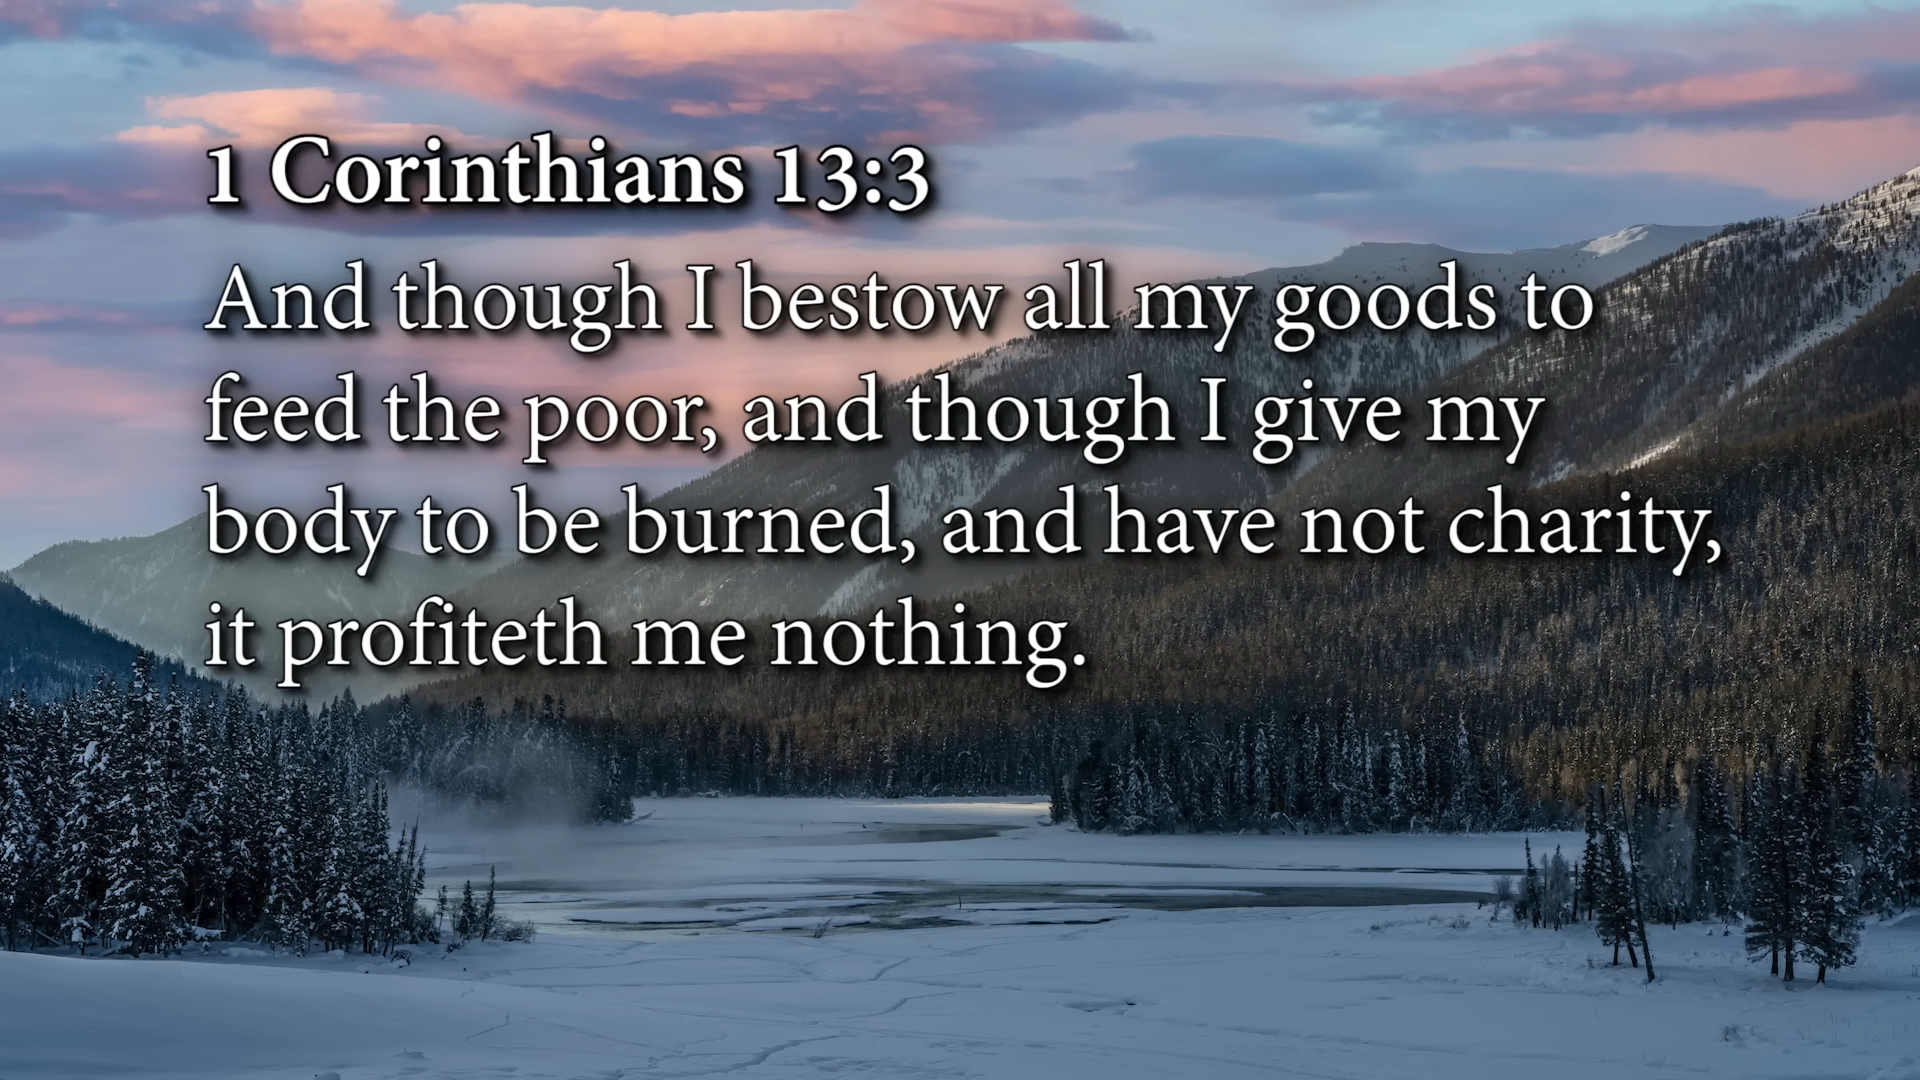 1 Corinthians 13:3
And though I bestow all my goods to
feed the poor, and though I give my
body to be burned, and have not charity,
it profiteth me nothing.